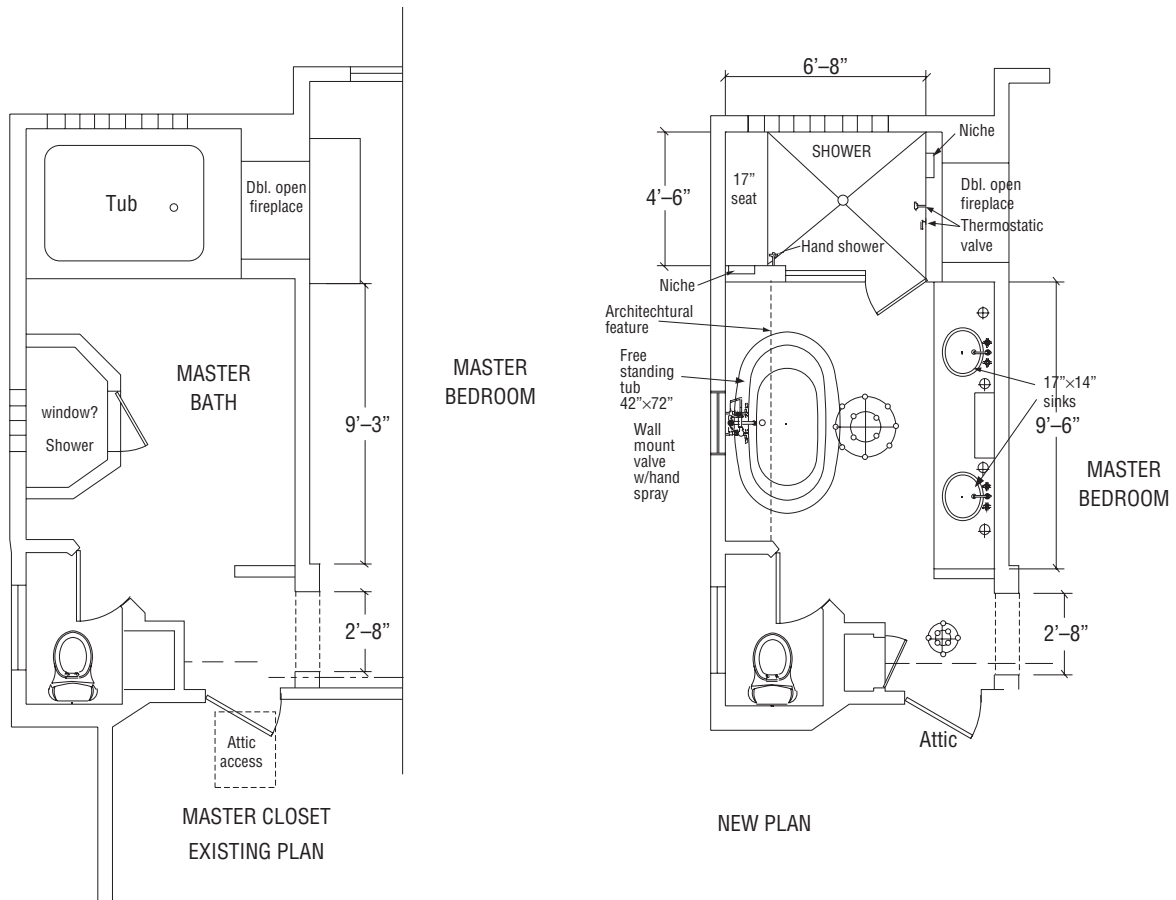 Tub
Dbl. open
fireplace
MASTER
BATH
window?
Shower
9’–3”
MASTER
BEDROOM
2’–8”
Attic
access
MASTER CLOSET
EXISTING PLAN
6’–8”
Niche
SHOWER
4’–6”
17”
seat
Dbl. open
fireplace
Thermostatic
valve
Hand shower
Niche
Architechtural
feature
Free
standing
tub
42”×72”
Wall
mount
valve
w/hand
spray
17”×14”
sinks
9’–6”
MASTER
BEDROOM
2’–8”
Attic
NEW PLAN